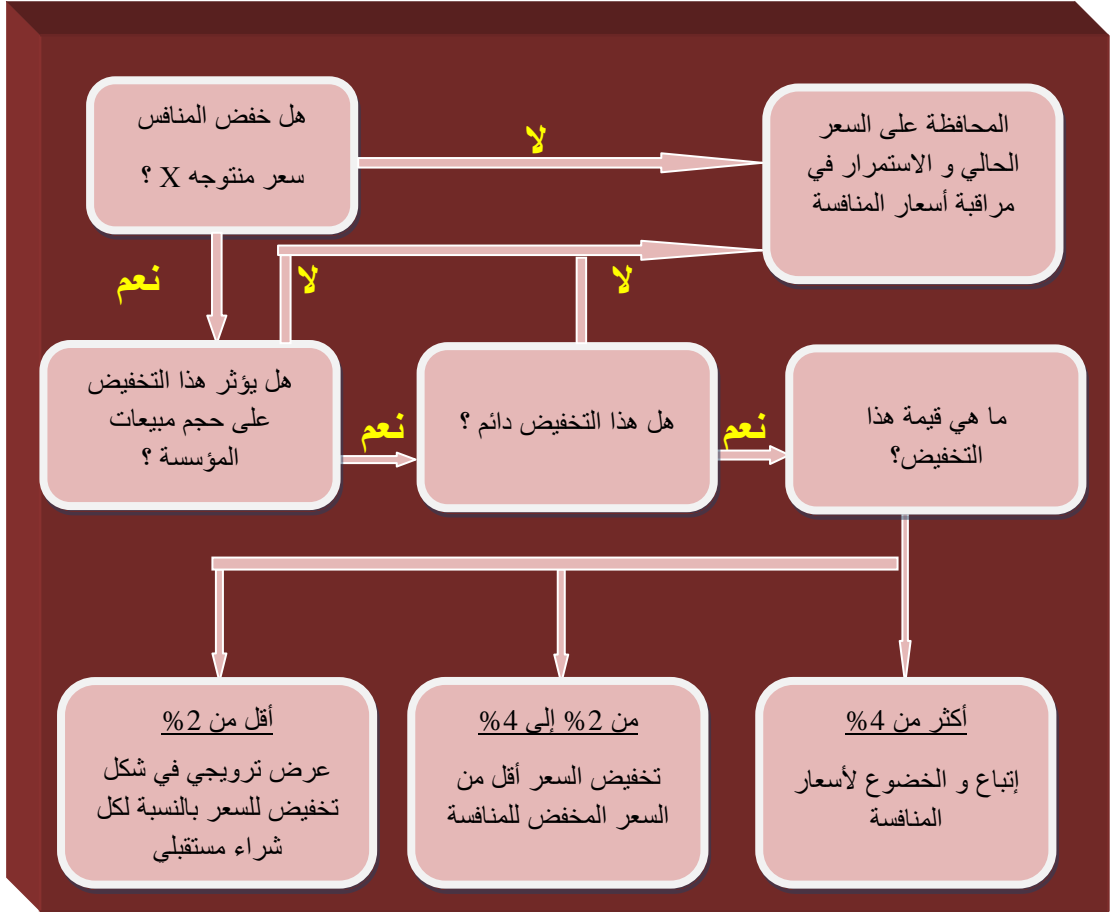 هل خفض المنافس
سعر منتوجه X ؟
لا
المحافظة على السعر
الحالي و الاستمرار في
مراقبة أسعار المنافسة
نعم
لا
لا
هل يؤثر هذا التخفيض
على حجم مبيعات
المؤسسة ؟
نعم
هل هذا التخفيض دائم ؟
نعم
ما هي قيمة هذا
التخفيض؟
أقل من 2%
عرض ترويجي في شكل
تخفيض للسعر بالنسبة لكل
شراء مستقبلي
من 2% إلى 4%
تخفيض السعر أقل من
السعر المخفض للمنافسة
أكثر من 4%
إتباع و الخضوع لأسعار
المنافسة